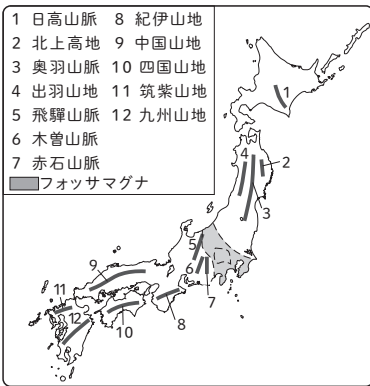 1 日高山脈 8 紀伊山地
2 北上高地 9 中国山地
3 奥羽山脈 10 四国山地
4 出羽山地 11 筑紫山地
5 飛驒山脈 12 九州山地
6 木曽山脈
7 赤石山脈
フォッサマグナ
1
4
2
3
5
9
6
11
12
7
8
10